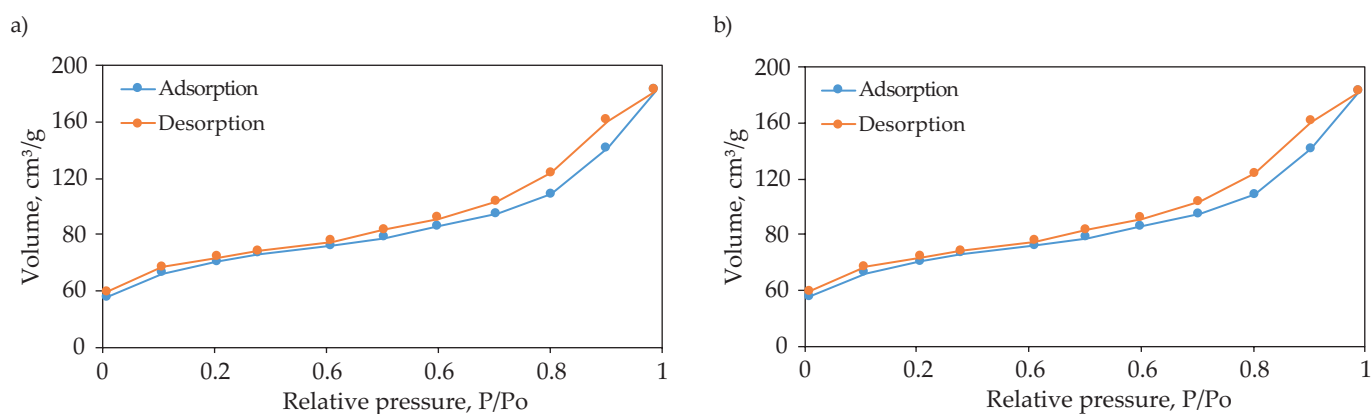 a)
200
160
120
80
60
0
Volume, cm³/g
Adsorption
Desorption
0 0.2 0.6 0.6 0.8 1
Relative pressure, P/Po
b)
200
160
120
80
60
0
Volume, cm³/g
Adsorption
Desorption
0 0.2 0.6 0.6 0.8 1
Relative pressure, P/Po